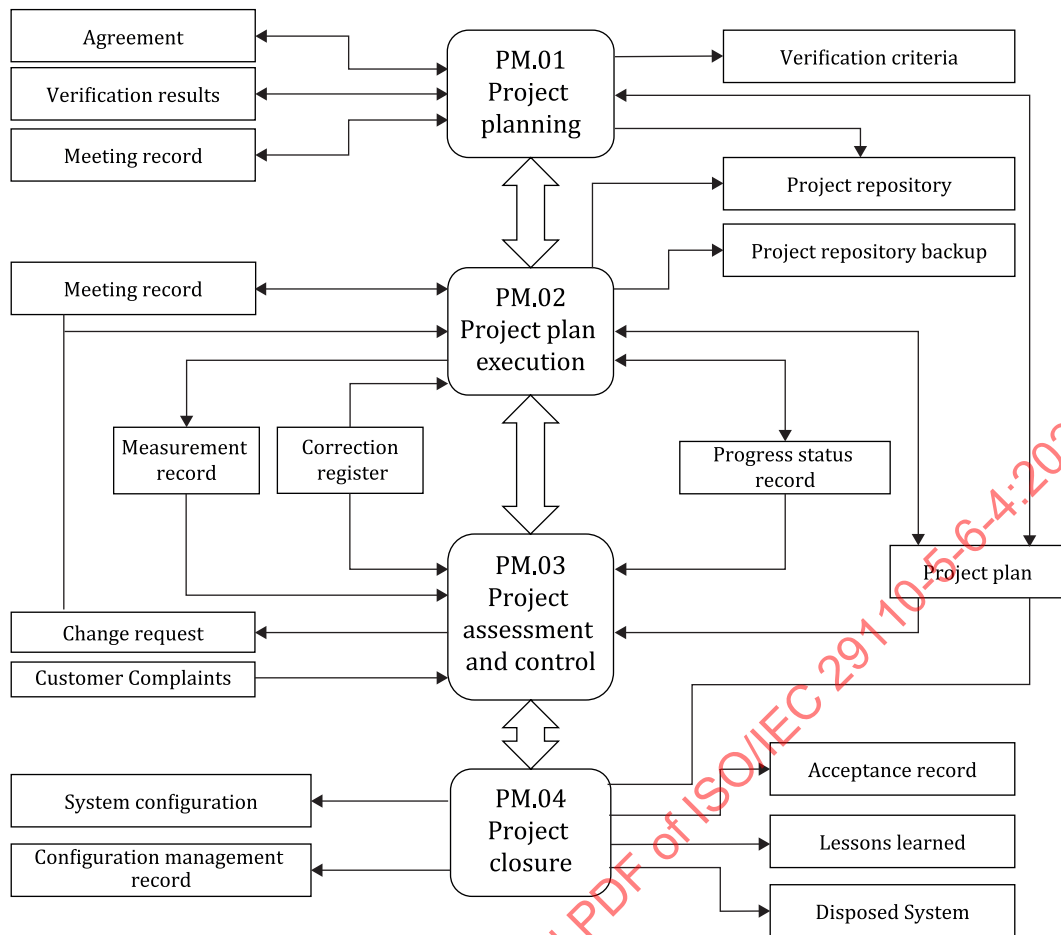 Agreement
PM.01
Project
planning
Verification criteria
Verification results
Meeting record
Project repository
Project repository backup
Meeting record
PM.02
Project plan
execution
Measurement
record
Correction
register
Progress status
record
PM.03
Project
assessment
and control
Project plan
Change request
Customer Complaints
System configuration
PM.04
Project
closure
Acceptance record
Configuration management
record
Lessons learned
Disposed System
PDF of ISO/IEC 29110-5-6-4:202